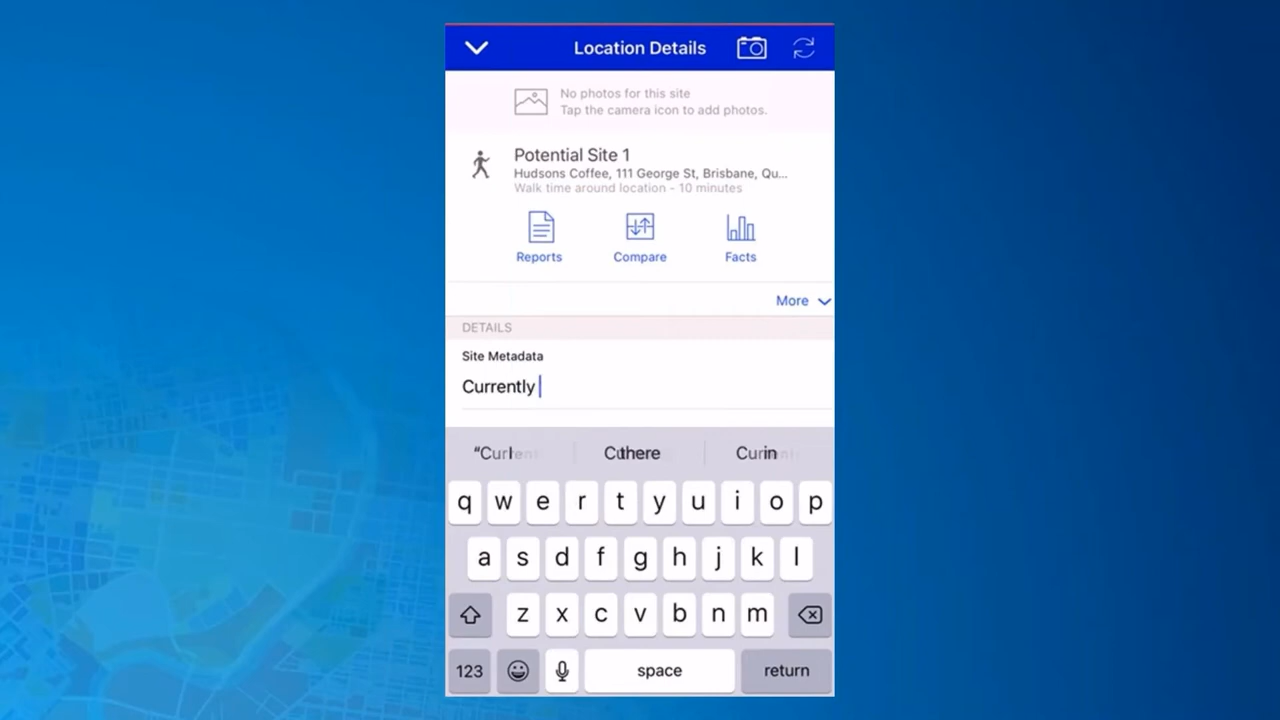 Location Details
No photos for this site
Tap the camera icon to add photos.
Potential Site 1
Hudsons Coffee, 111 George St, Brisbane, Qu...
Walk time around location - 10 minutes
Reports Compare Facts
More
DETAILS
Site Metadata
Currently
there
in
q w e r t y u i o p
a s d f g h j k l
z x c v b n m
123 space return